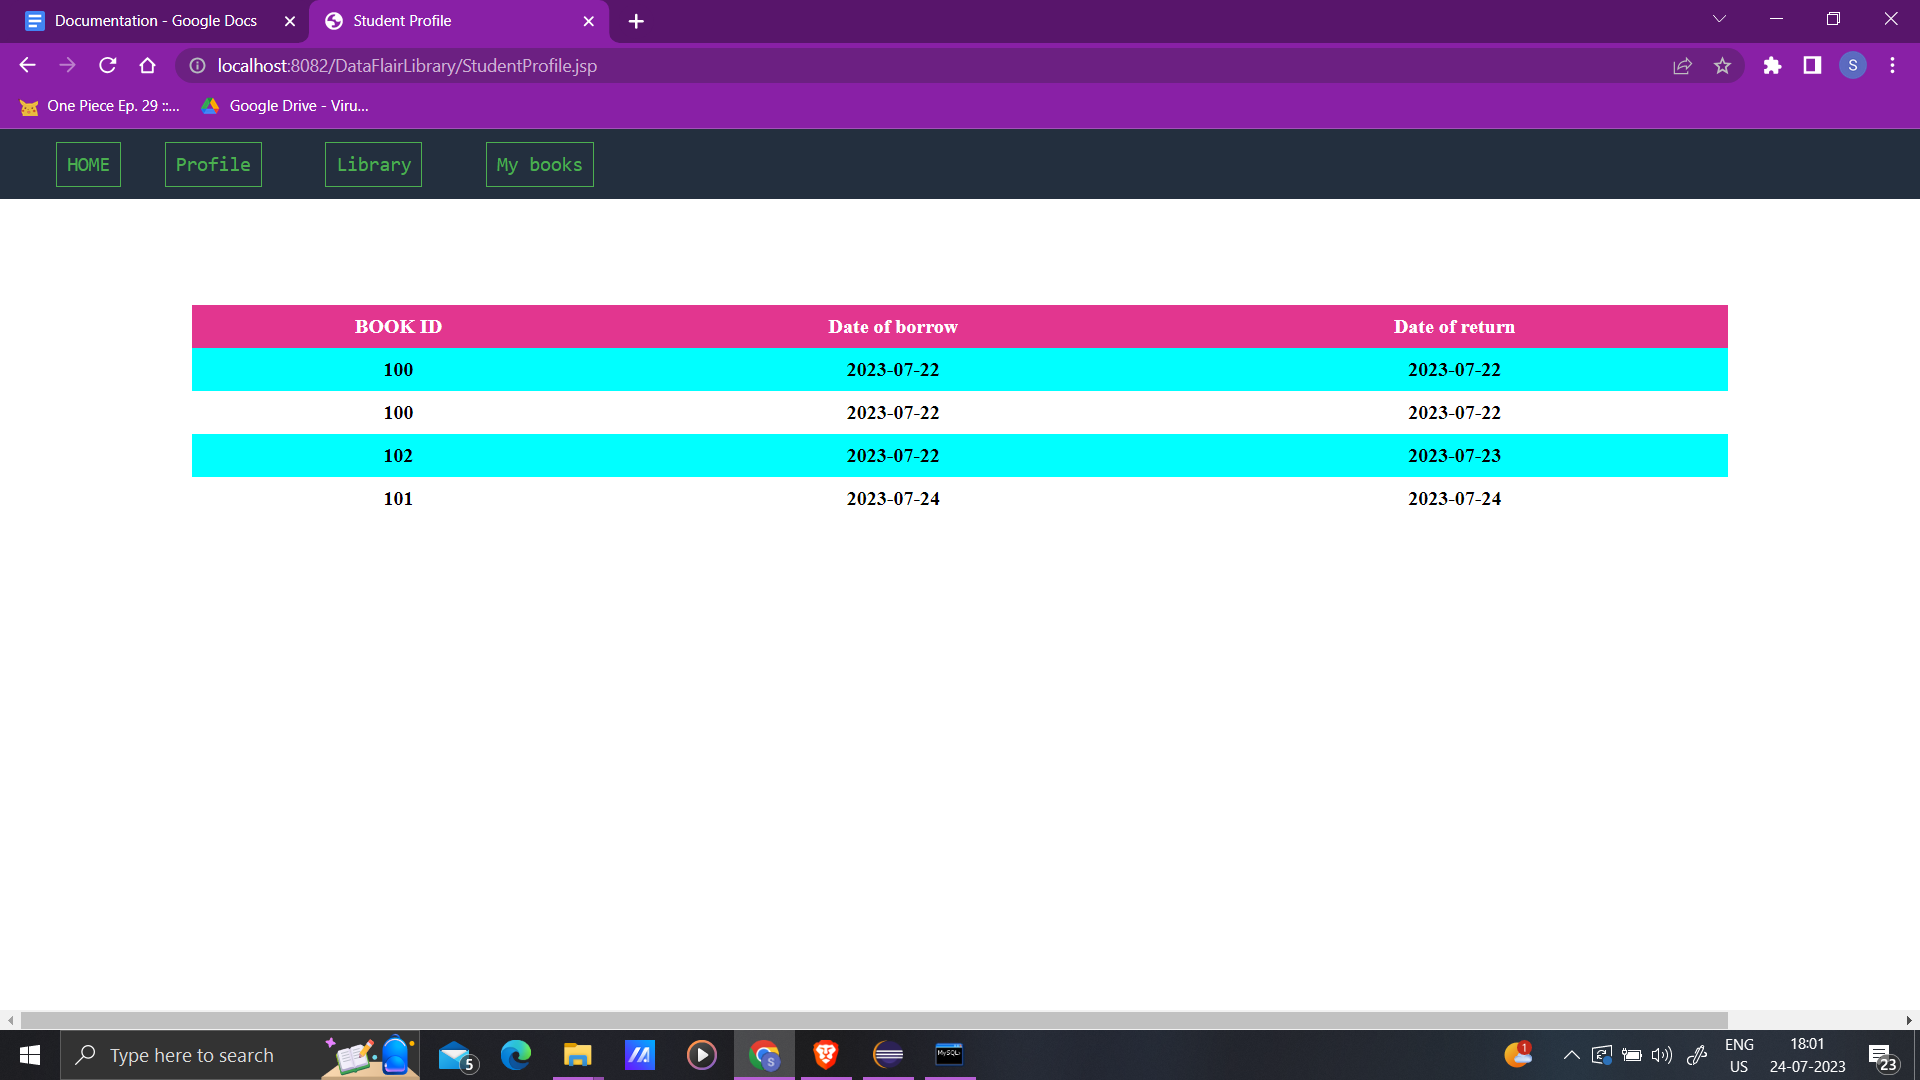 Documentation - Google Docs
Student Profile
localhost:8082/DataFlairLibrary/StudentProfile.jsp
S
One Piece Ep. 29 ::...
Google Drive - Viru...
HOME Profile Library My books
BOOK ID Date of borrow Date of return
100 2023-07-22 2023-07-22
100 2023-07-22 2023-07-22
102 2023-07-22 2023-07-23
101 2023-07-24 2023-07-24
Type here to search
5
S
MySQL
1
ENG
US
18:01
24-07-2023
23